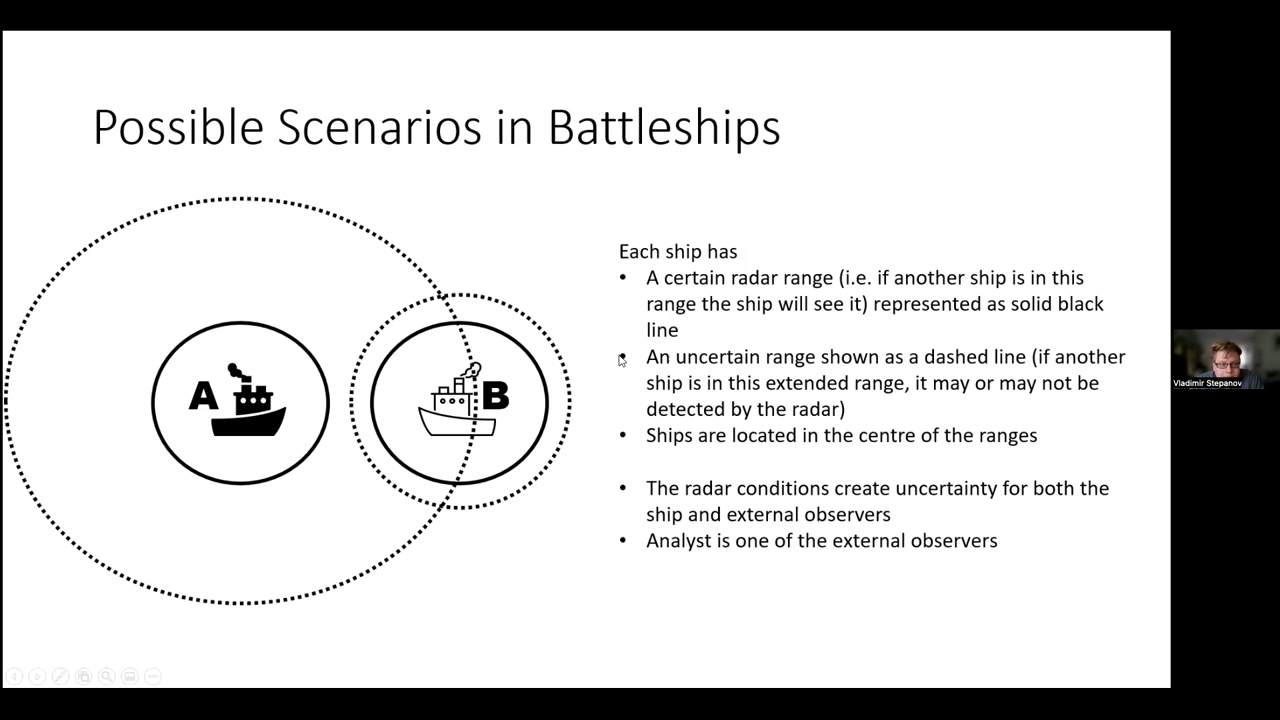 Possible Scenarios in Battleships
Each ship has
• A certain radar range (i.e. if another ship is in this
range the ship will see it) represented as solid black
line
• An uncertain range shown as a dashed line (if another
ship is in this extended range, it may or may not be
detected by the radar)
• Ships are located in the centre of the ranges
• The radar conditions create uncertainty for both the
ship and external observers
• Analyst is one of the external observers
A
B
Vladimir Stepanov